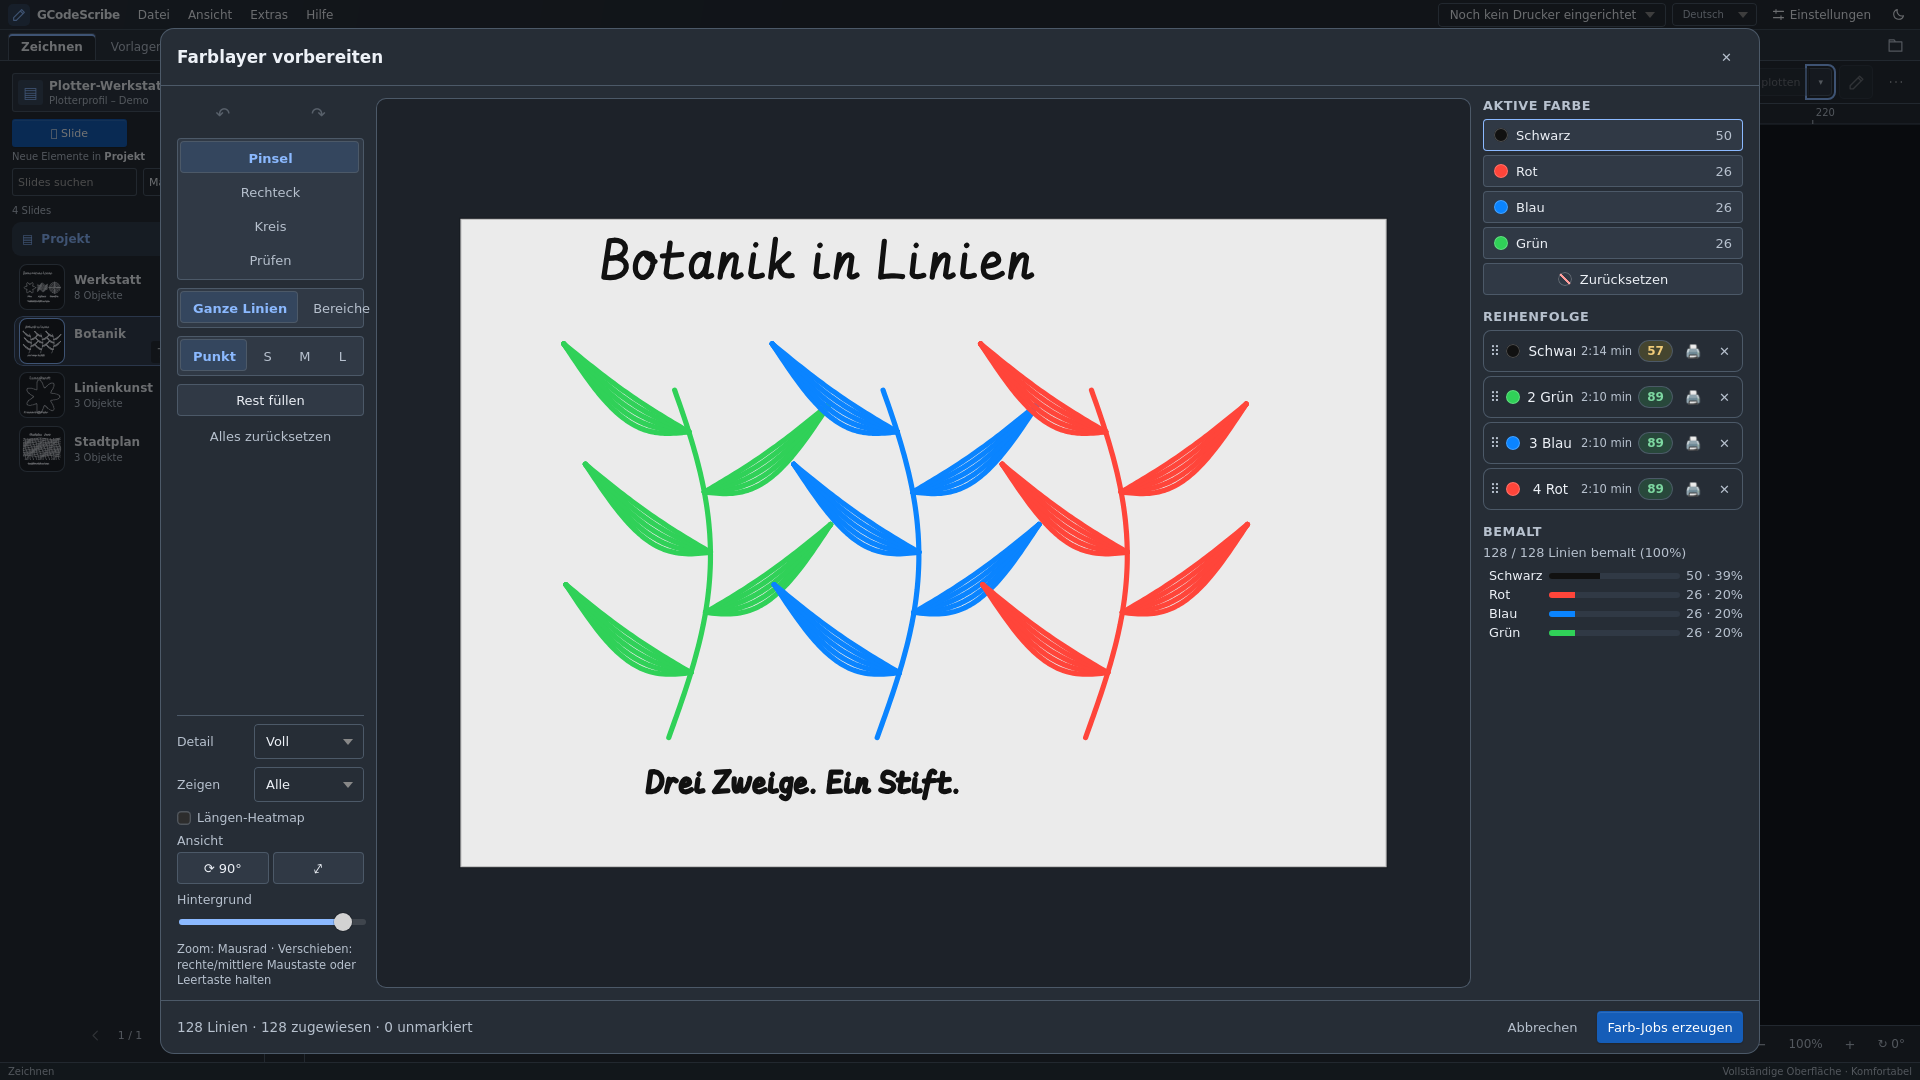 GCodeScribe Datei Ansicht Extras Hilfe Noch kein Drucker eingerichtet Deutsch Einstellungen
Zeichnen Vorlagen
Farblayer vorbereiten ×
Plotter-Werkstat
Plotterprofil – Demo
Slide
Neue Elemente in Projekt
Slides suchen
4 Slides
Projekt
Werkstatt
8 Objekte
Botanik
Linienkunst
3 Objekte
Stadtplan
3 Objekte
1 / 1
Pinsel
Rechteck
Kreis
Prüfen
Ganze Linien Bereiche
Punkt S M L
Rest füllen
Alles zurücksetzen
Detail Voll
Zeigen Alle
Längen-Heatmap
Ansicht
⟳ 90° ⤢
Hintergrund
Zoom: Mausrad · Verschieben:
rechte/mittlere Maustaste oder
Leertaste halten
Botanik in Linien
Drei Zweige. Ein Stift.
AKTIVE FARBE
Schwarz 50
Rot 26
Blau 26
Grün 26
Zurücksetzen
REIHENFOLGE
Schwar 2:14 min 57 ×
2 Grün 2:10 min 89 ×
3 Blau 2:10 min 89 ×
4 Rot 2:10 min 89 ×
BEMALT
128 / 128 Linien bemalt (100%)
Schwarz 50 · 39%
Rot 26 · 20%
Blau 26 · 20%
Grün 26 · 20%
128 Linien · 128 zugewiesen · 0 unmarkiert Abbrechen Farb-Jobs erzeugen
plotten
220
− 100% + ↻ 0°
Zeichnen Vollständige Oberfläche · Komfortabel